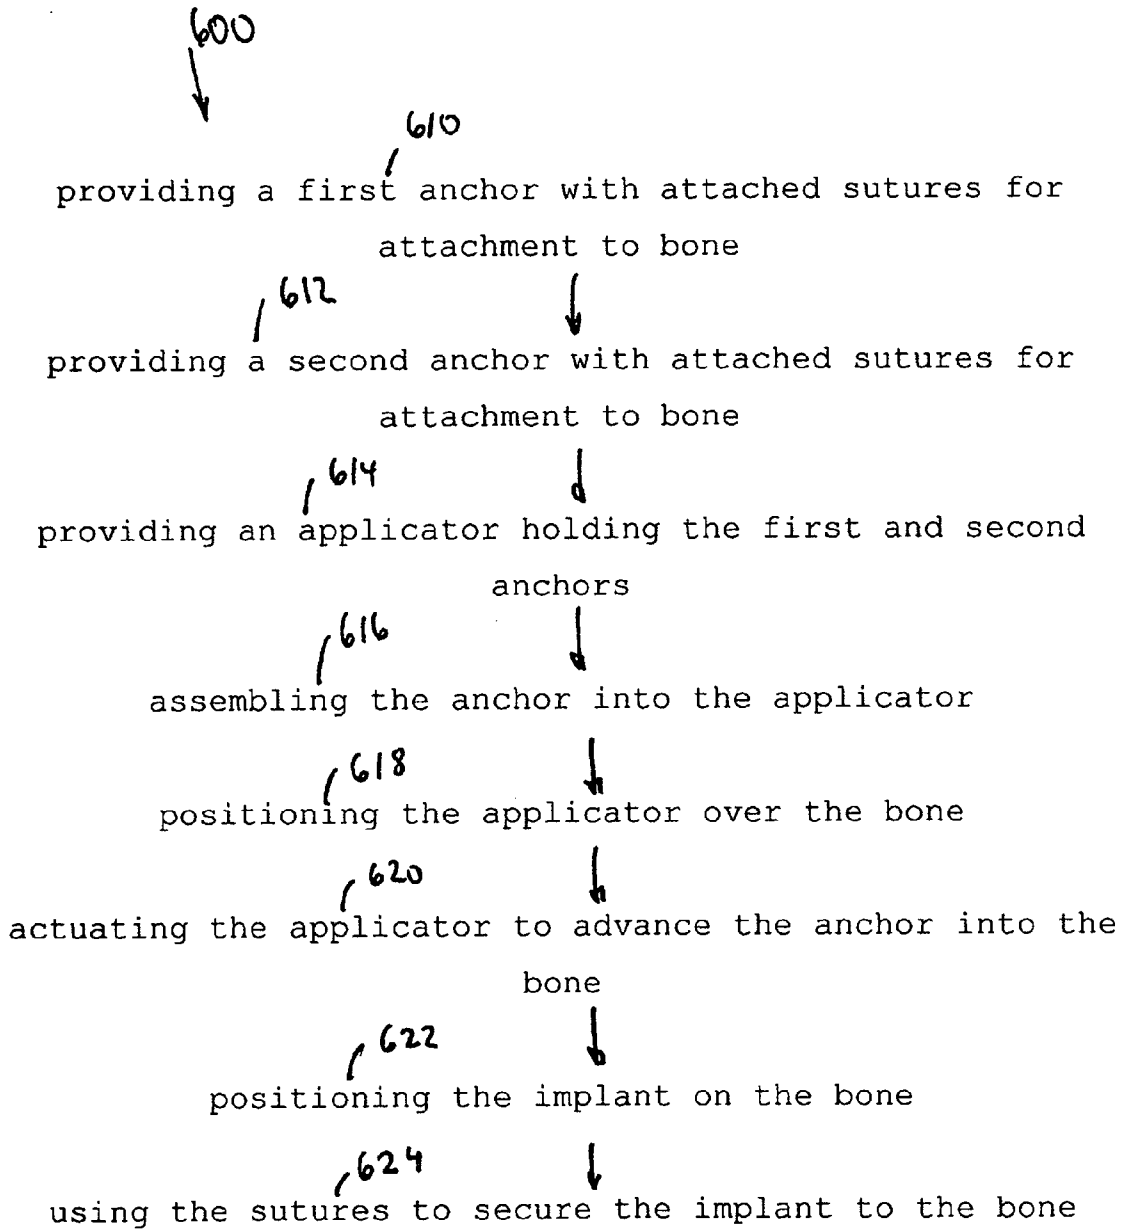 600
610
providing a first anchor with attached sutures for
attachment to bone
612
providing a second anchor with attached sutures for
attachment to bone
614
providing an applicator holding the first and second
anchors
616
assembling the anchor into the applicator
618
positioning the applicator over the bone
620
actuating the applicator to advance the anchor into the
bone
622
positioning the implant on the bone
624
using the sutures to secure the implant to the bone